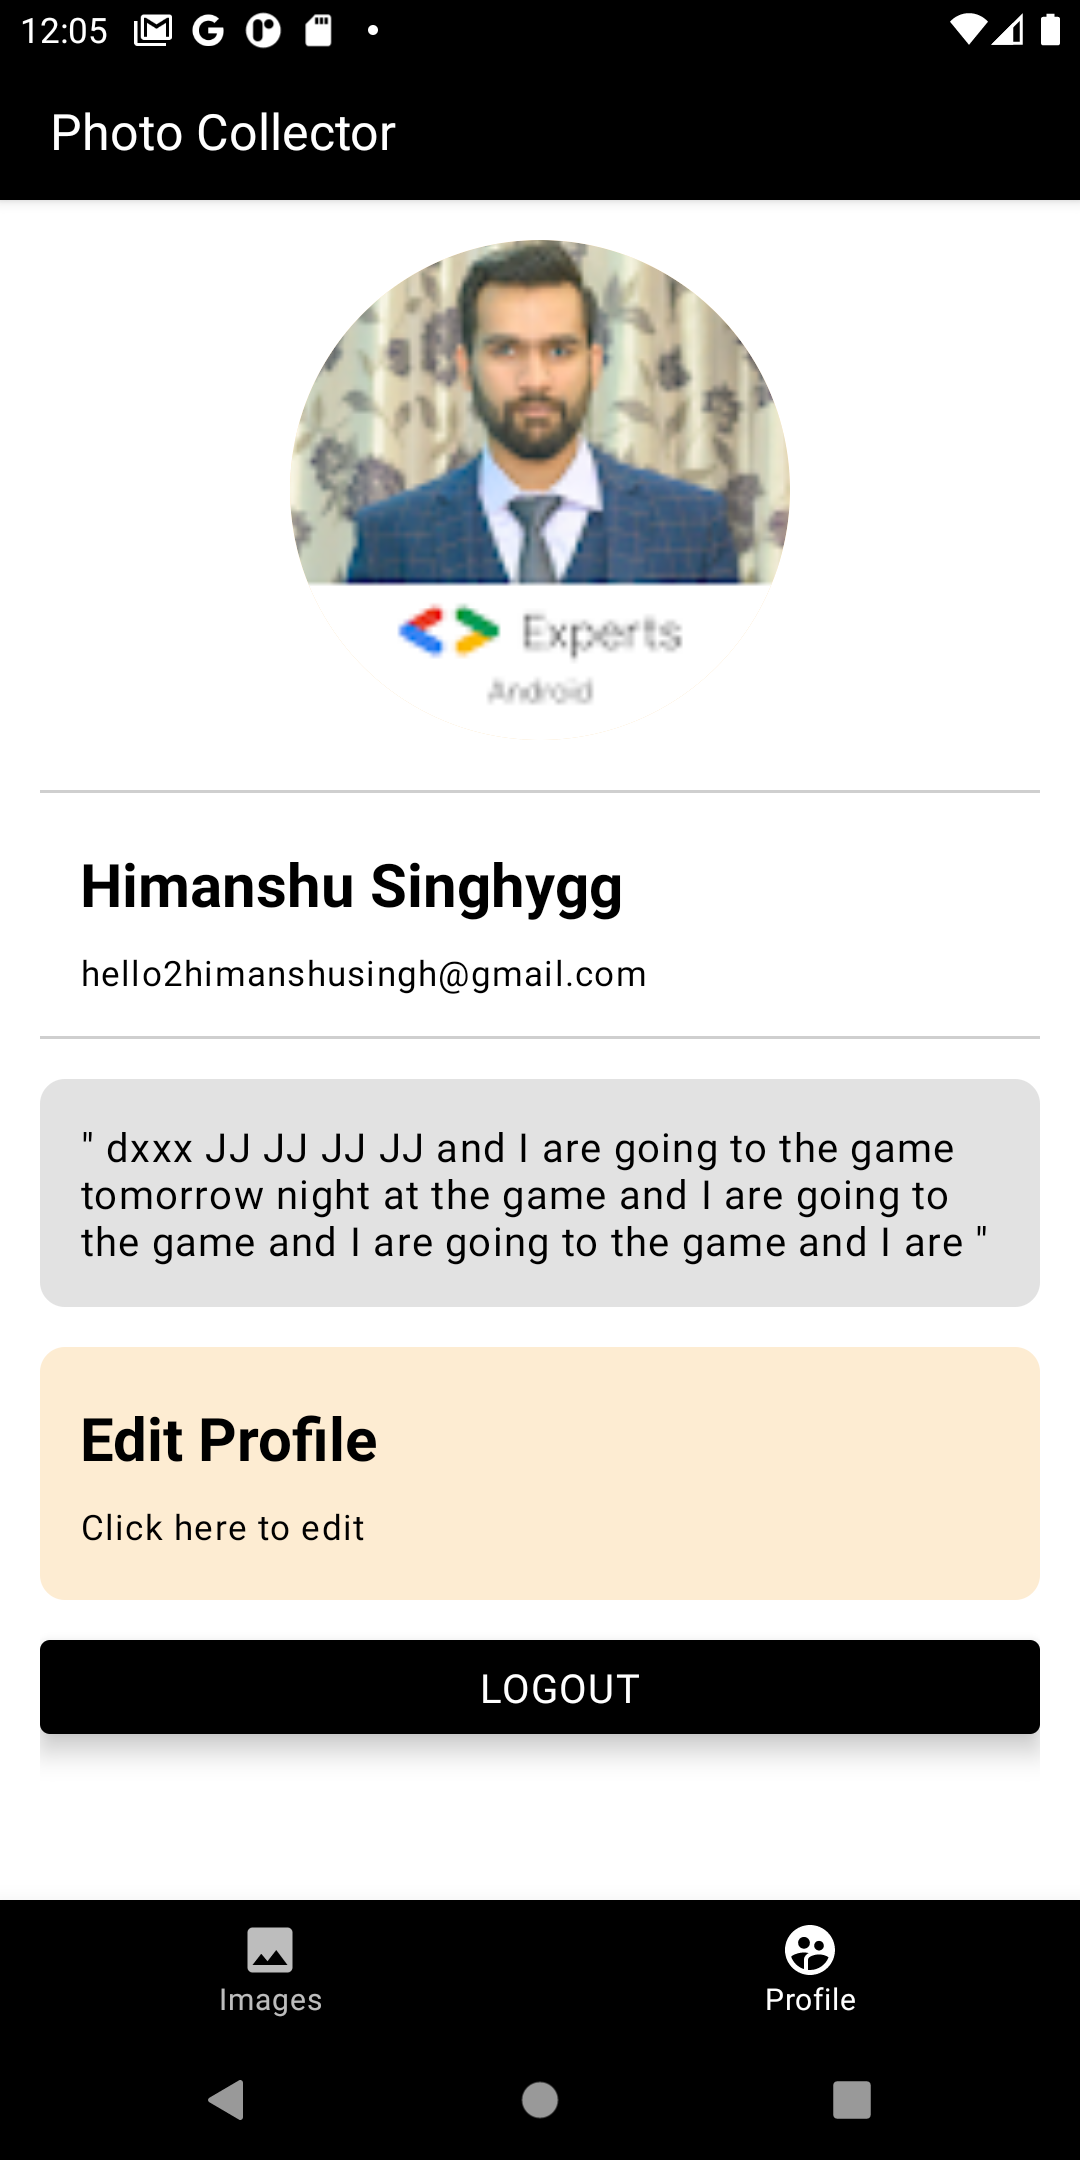 12:05
Photo Collector
Experts
Android
Himanshu Singhygg
hello2himanshusingh@gmail.com
" dxxx JJ JJ JJ JJ and I are going to the game
tomorrow night at the game and I are going to
the game and I are going to the game and I are "
Edit Profile
Click here to edit
LOGOUT
Images
Profile